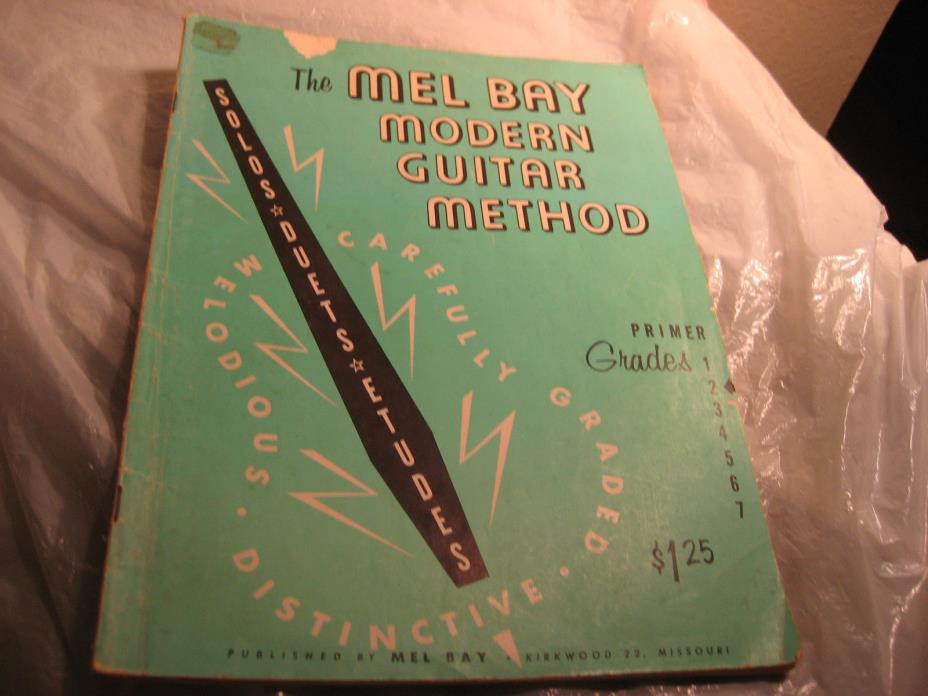 The MEL BAY
MODERN
GUITAR
METHOD
SOLOS ☆ DUETS ☆ ETUDES
CAREFULLY GRADED
MELODIOUS • DISTINCTIVE •
PRIMER
Grades 1
2
3
4
5
6
7
$1.25
PUBLISHED BY MEL BAY • KIRKWOOD 22, MISSOURI